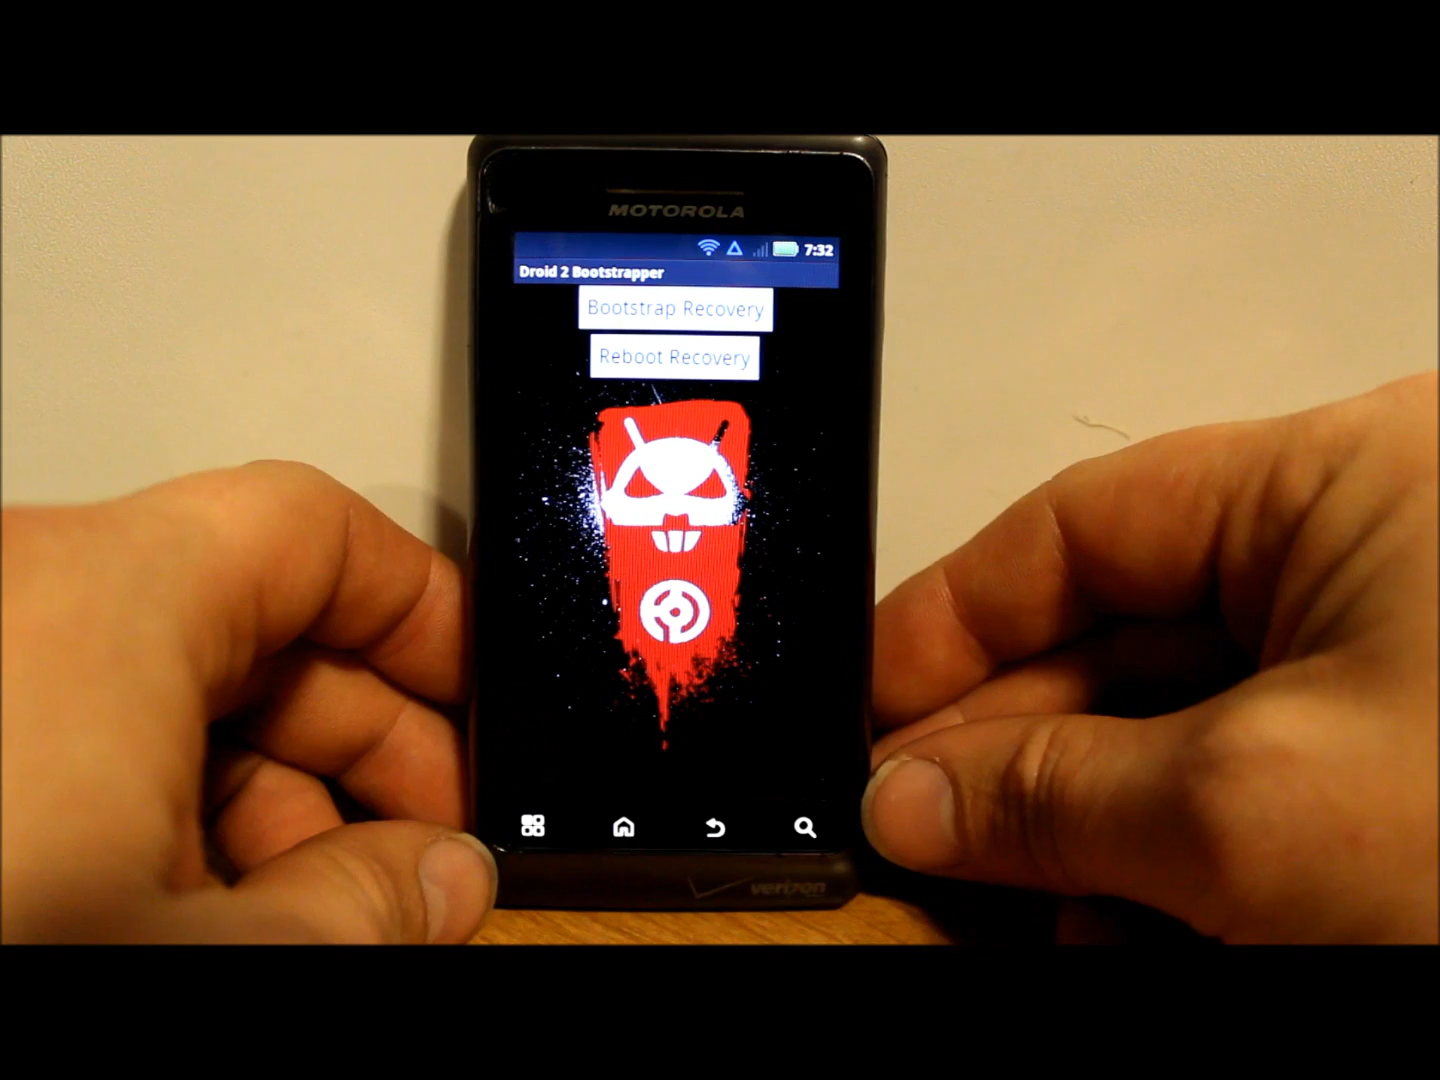 MOTOROLA
7:32
Droid 2 Bootstrapper
Bootstrap Recovery
Reboot Recovery
verizon